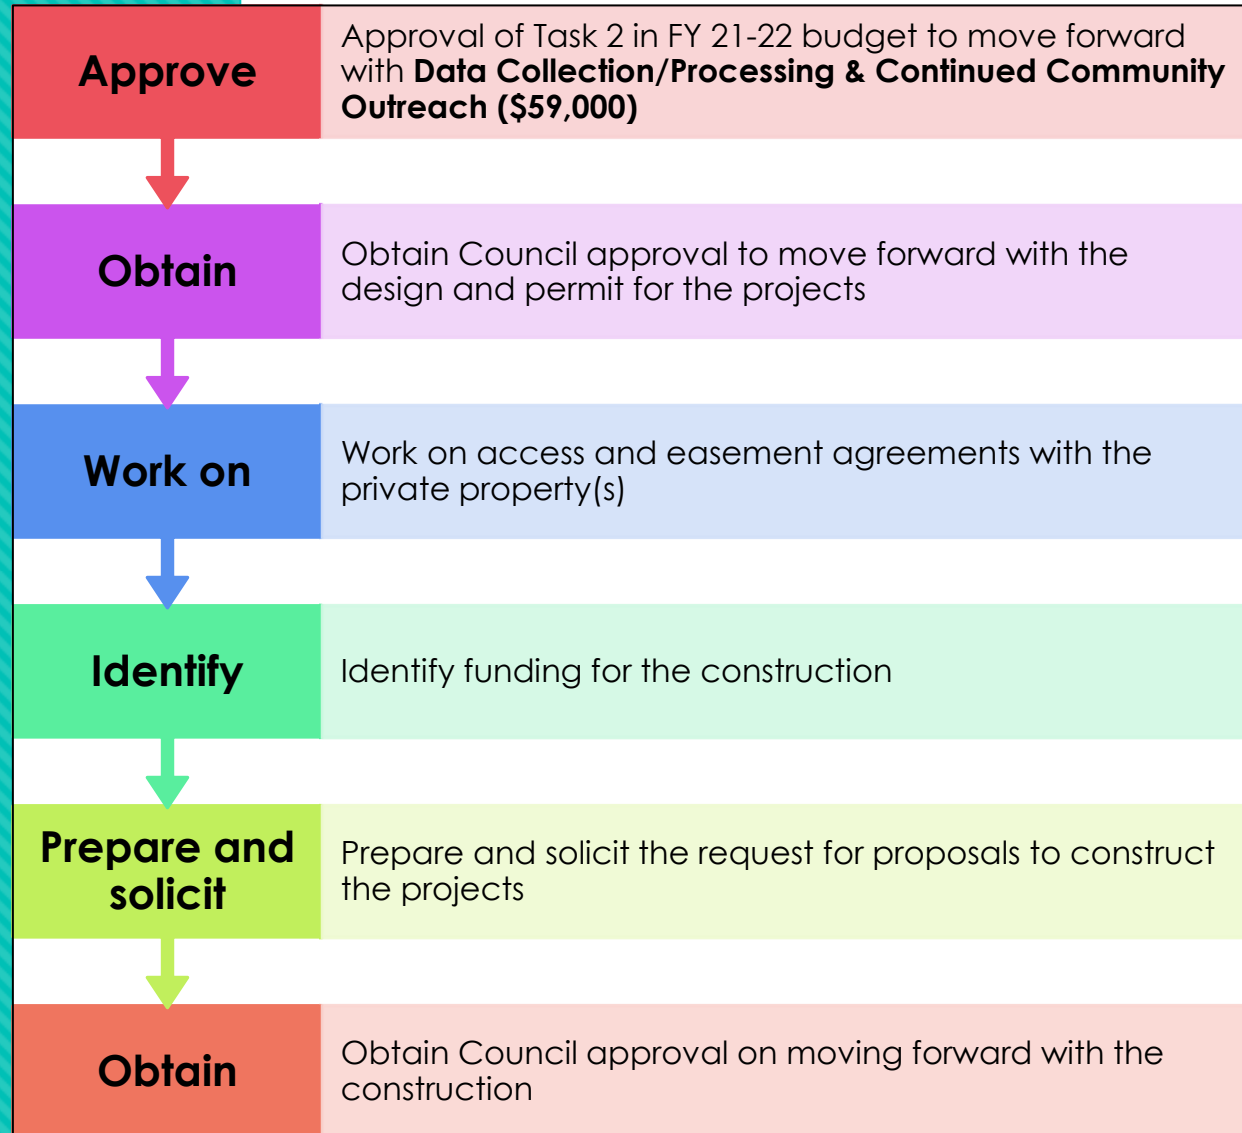 Approve
Approval of Task 2 in FY 21-22 budget to move forward
with Data Collection/Processing & Continued Community
Outreach ($59,000)
Obtain
Obtain Council approval to move forward with the
design and permit for the projects
Work on
Work on access and easement agreements with the
private property(s)
Identify
Identify funding for the construction
Prepare and
solicit
Prepare and solicit the request for proposals to construct
the projects
Obtain
Obtain Council approval on moving forward with the
construction